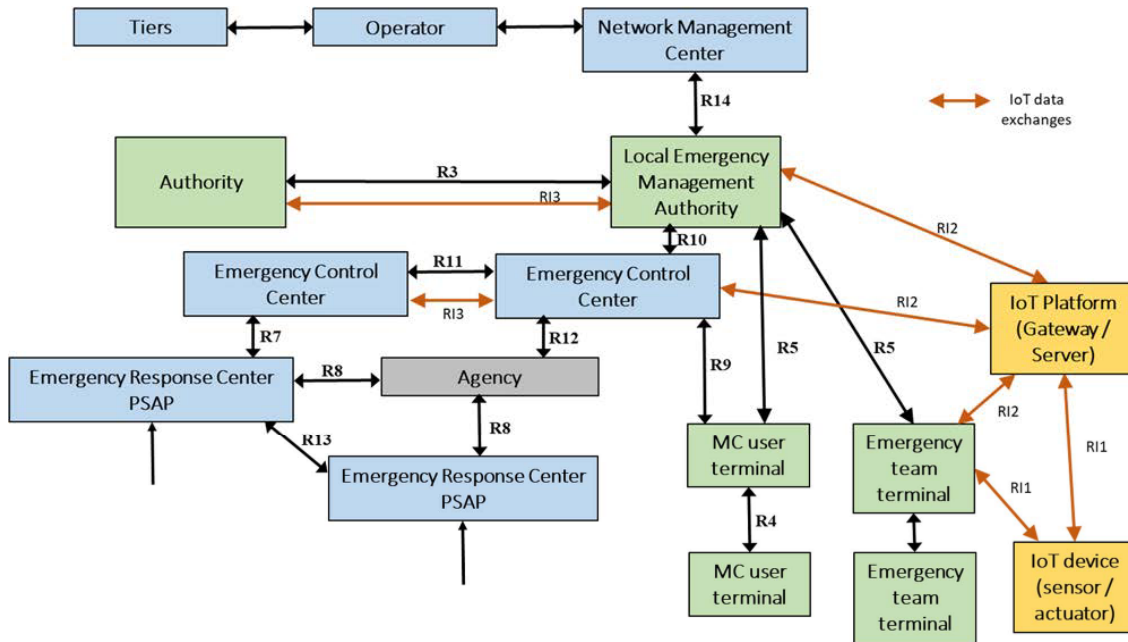 Tiers
Operator
Network Management
Center
R14
IoT data
exchanges
Authority
R3
RI3
Local Emergency
Management
Authority
RI2
R10
Emergency Control
Center
R11
RI3
Emergency Control
Center
RI2
IoT Platform
(Gateway /
Server)
R7
R12
R9
R5
R5
Emergency Response Center
PSAP
R8
Agency
RI2
R13
R8
MC user
terminal
Emergency
team
terminal
RI1
RI1
Emergency Response Center
PSAP
R4
MC user
terminal
Emergency
team
terminal
IoT device
(sensor /
actuator)